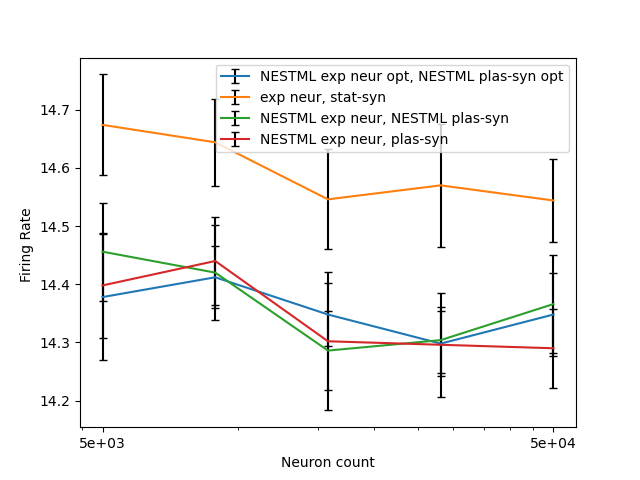 NESTML exp neur opt, NESTML plas-syn opt
exp neur, stat-syn
NESTML exp neur, NESTML plas-syn
NESTML exp neur, plas-syn
14.7
14.6
14.5
14.4
14.3
14.2
Firing Rate
5e+03
5e+04
Neuron count